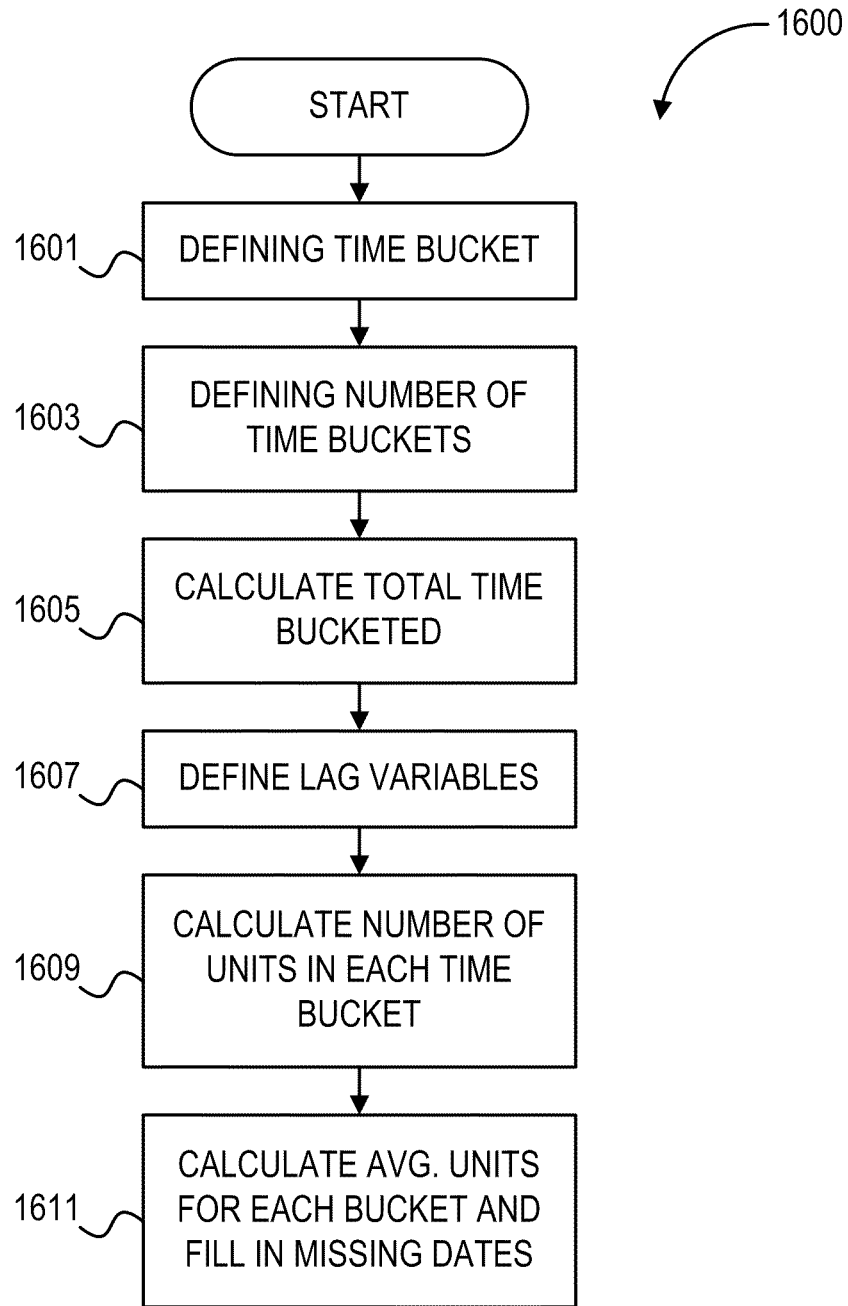 1600
START
1601
DEFINING TIME BUCKET
1603
DEFINING NUMBER OF
TIME BUCKETS
1605
CALCULATE TOTAL TIME
BUCKETED
1607
DEFINE LAG VARIABLES
1609
CALCULATE NUMBER OF
UNITS IN EACH TIME
BUCKET
1611
CALCULATE AVG. UNITS
FOR EACH BUCKET AND
FILL IN MISSING DATES